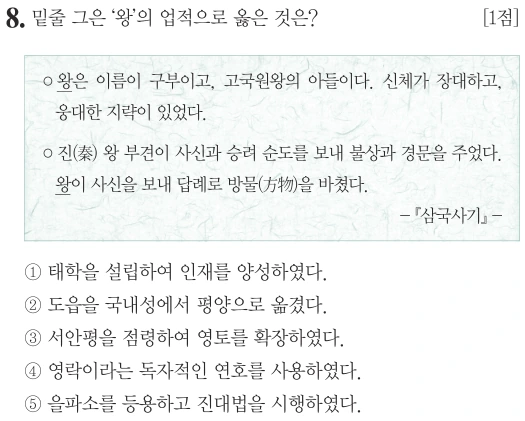 8. 밑줄 그은 ‘왕’의 업적으로 옳은 것은? [1점]
○ 왕은 이름이 구부이고, 고국원왕의 아들이다. 신체가 장대하고,
웅대한 지략이 있었다.
○ 진(秦) 왕 부견이 사신과 승려 순도를 보내 불상과 경문을 주었다.
왕이 사신을 보내 답례로 방물(方物)을 바쳤다.
- 『삼국사기』 -
① 태학을 설립하여 인재를 양성하였다.
② 도읍을 국내성에서 평양으로 옮겼다.
③ 서안평을 점령하여 영토를 확장하였다.
④ 영락이라는 독자적인 연호를 사용하였다.
⑤ 을파소를 등용하고 진대법을 시행하였다.